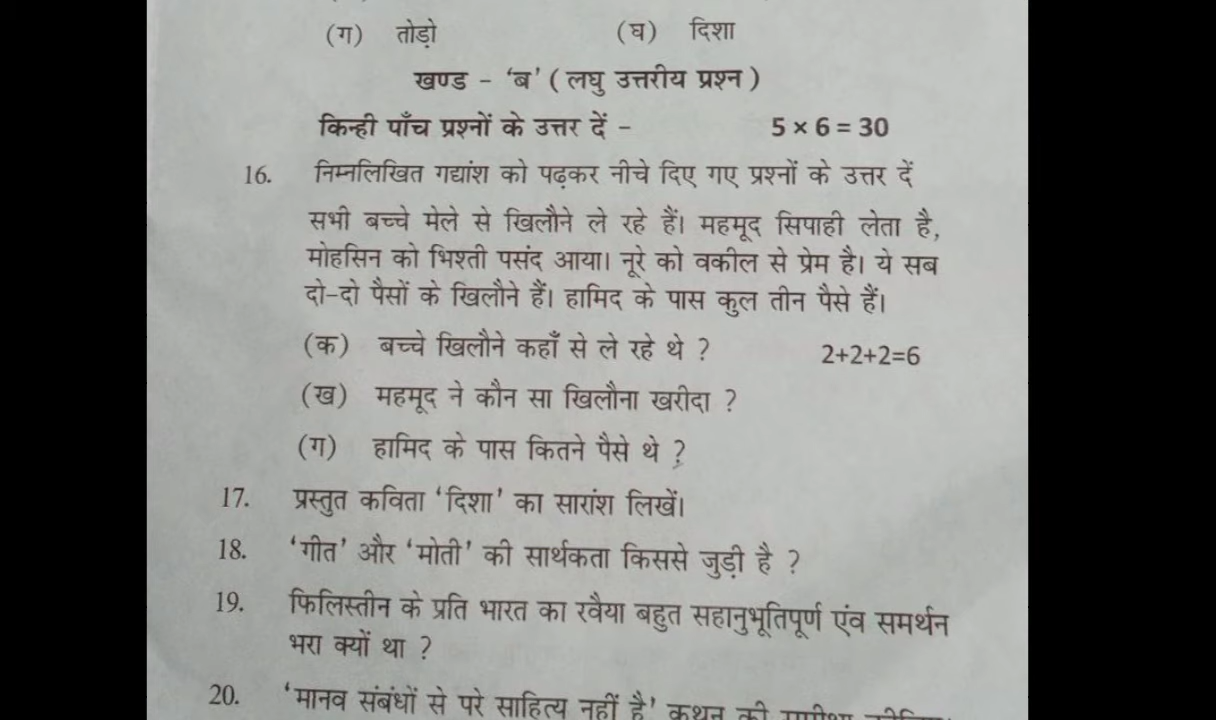 (ग) तोड़ो (घ) दिशा
खण्ड - ‘ब’ ( लघु उत्तरीय प्रश्न )
किन्ही पाँच प्रश्नों के उत्तर दें - 5 × 6 = 30
16. निम्नलिखित गद्यांश को पढ़कर नीचे दिए गए प्रश्नों के उत्तर दें
सभी बच्चे मेले से खिलौने ले रहे हैं। महमूद सिपाही लेता है,
मोहसिन को भिश्ती पसंद आया। नूरे को वकील से प्रेम है। ये सब
दो-दो पैसों के खिलौने हैं। हामिद के पास कुल तीन पैसे हैं।
(क) बच्चे खिलौने कहाँ से ले रहे थे ? 2+2+2=6
(ख) महमूद ने कौन सा खिलौना खरीदा ?
(ग) हामिद के पास कितने पैसे थे ?
17. प्रस्तुत कविता ‘दिशा’ का सारांश लिखें।
18. ‘गीत’ और ‘मोती’ की सार्थकता किससे जुड़ी है ?
19. फिलिस्तीन के प्रति भारत का रवैया बहुत सहानुभूतिपूर्ण एंव समर्थन
भरा क्यों था ?
20. ‘मानव संबंधों से परे साहित्य नहीं है’ कथन की